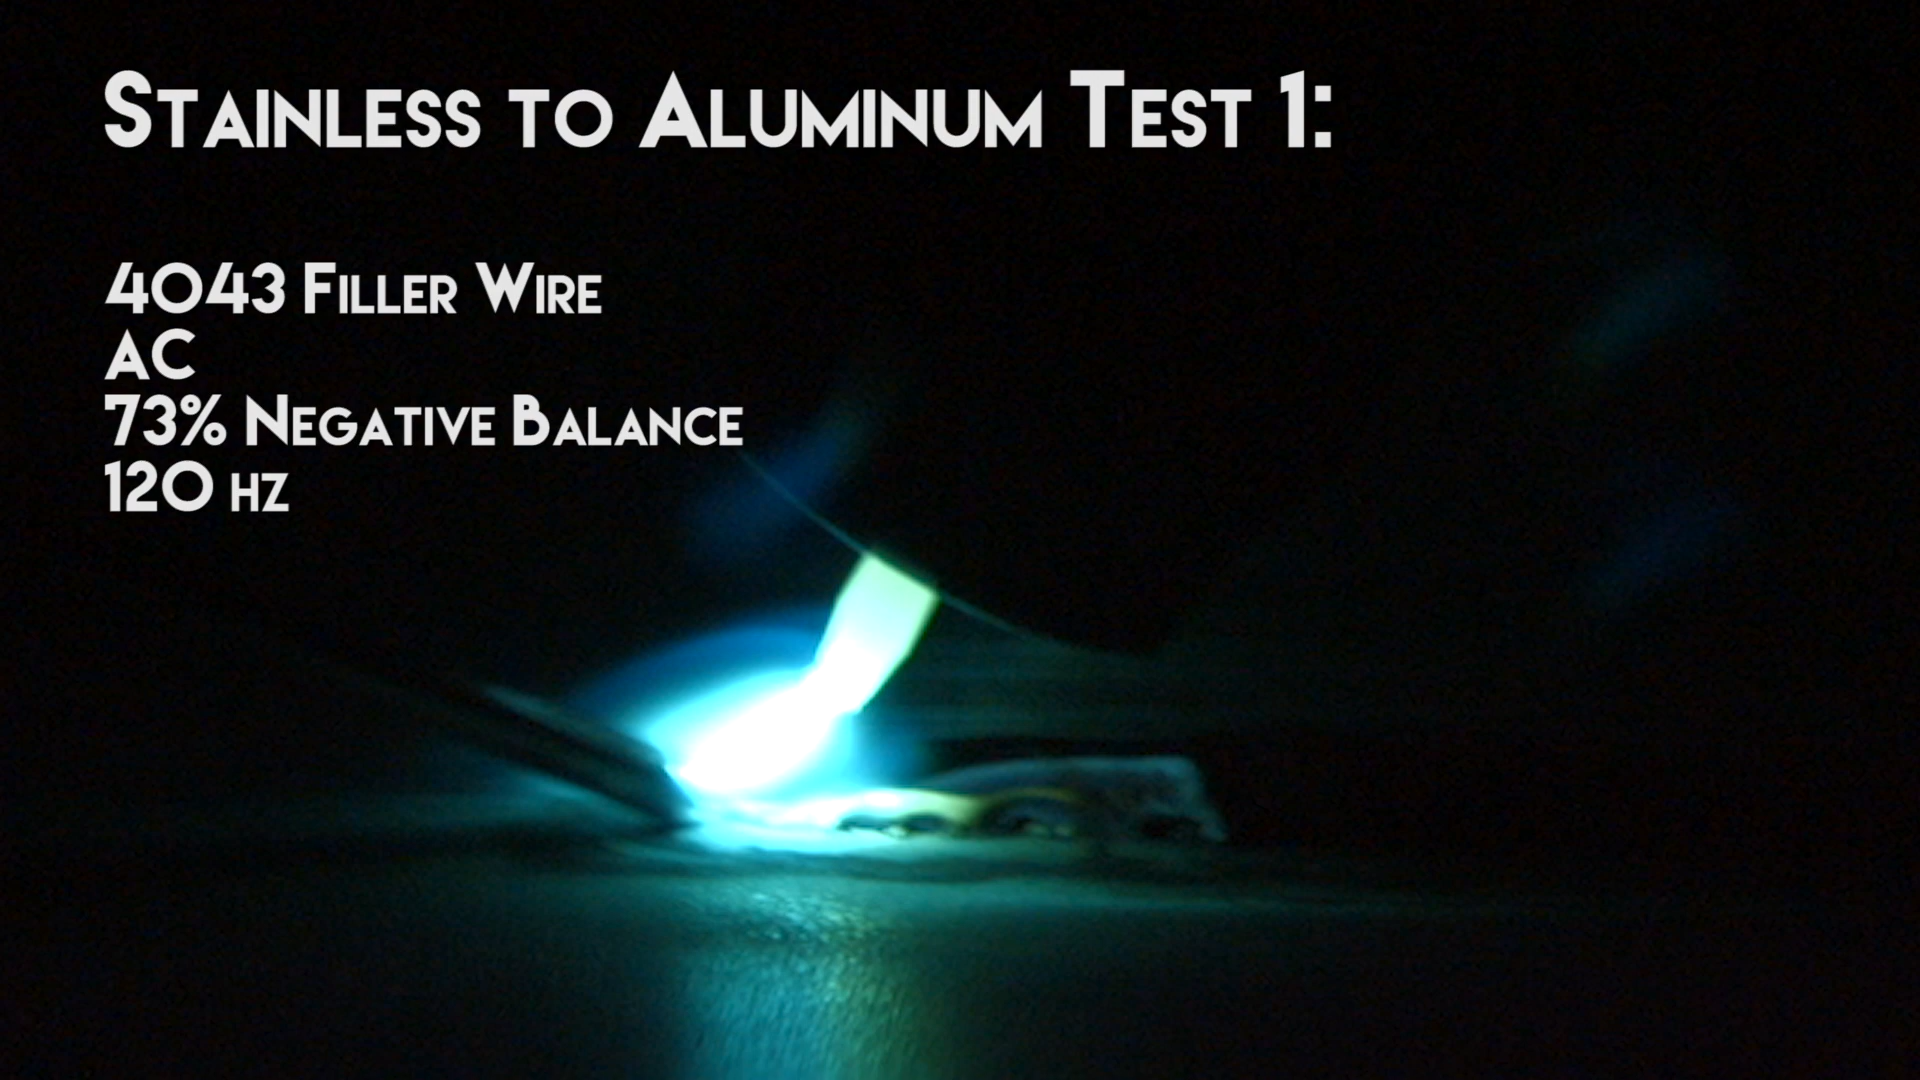 Stainless to Aluminum Test 1:
4043 Filler Wire
AC
73% Negative Balance
120 hz